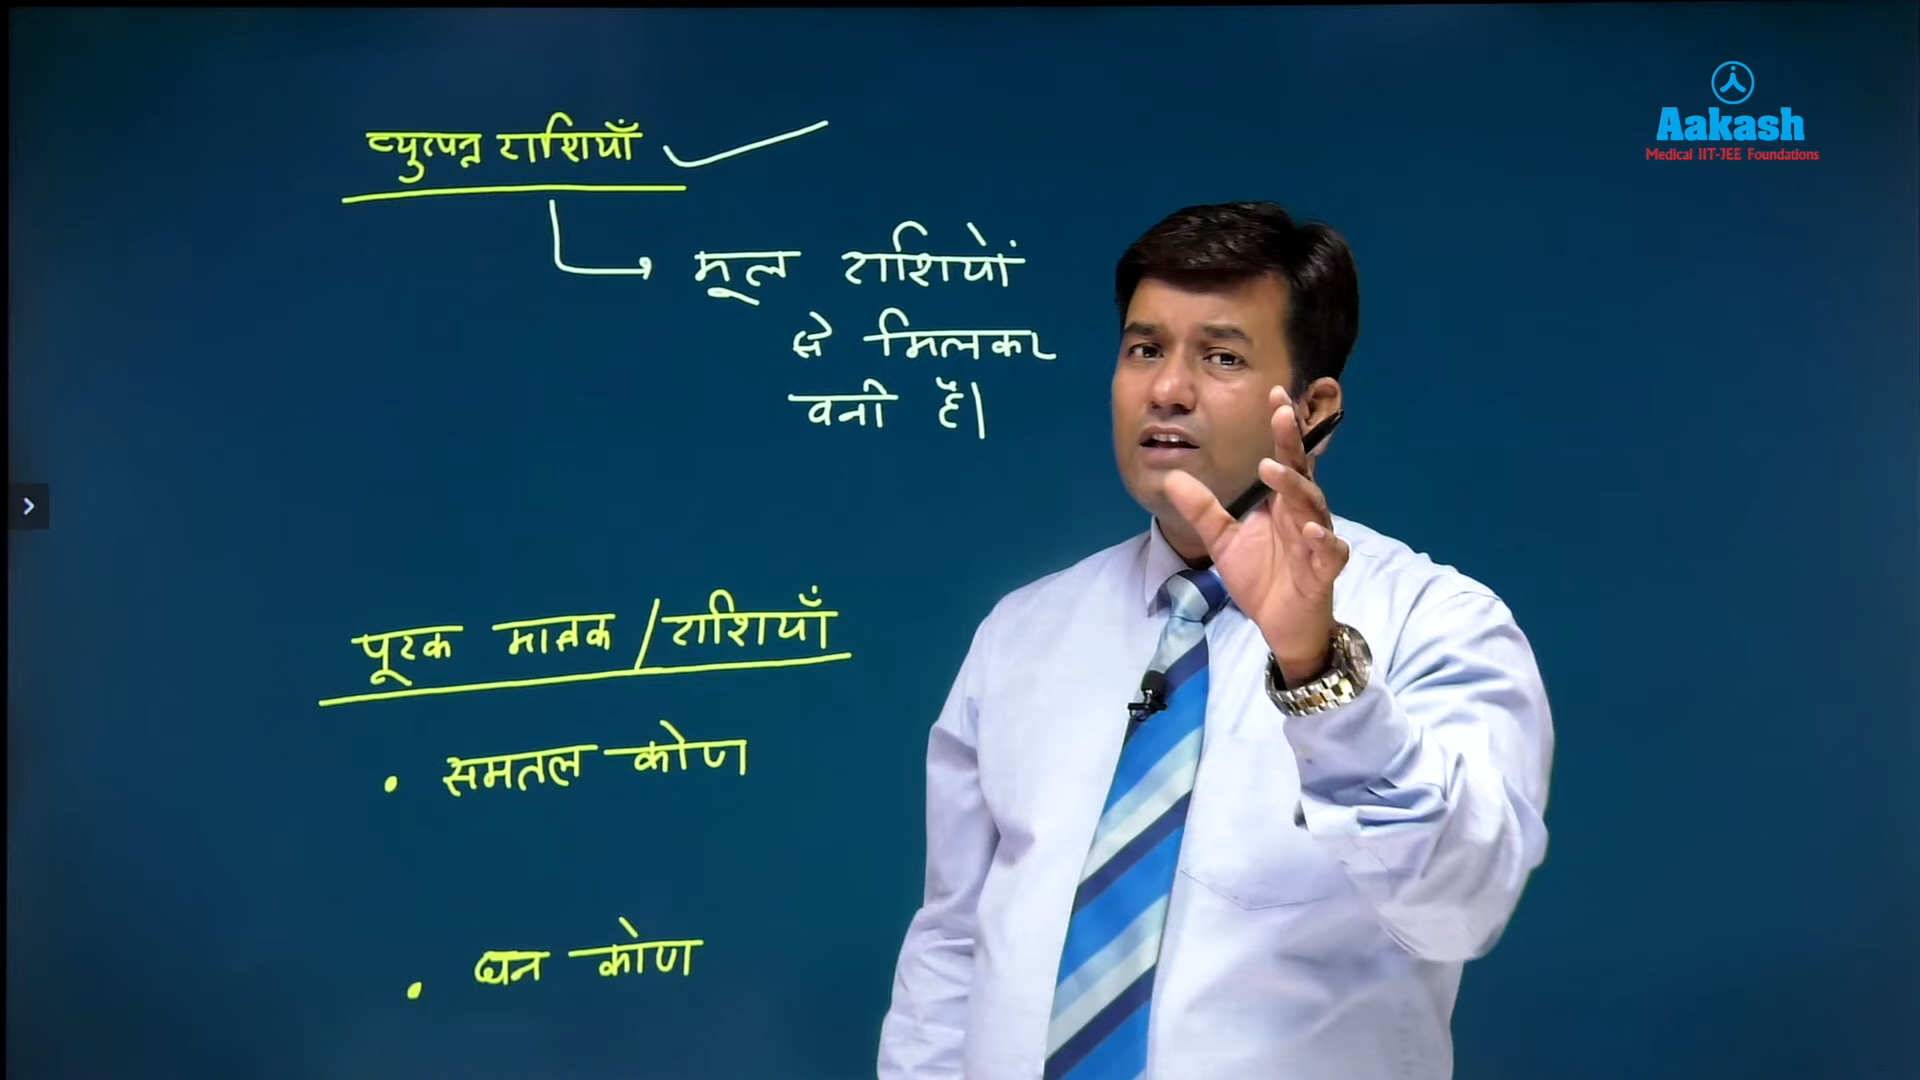 व्युत्पन्न राशियाँ
मूल राशियों
से मिलकर
बनी हैं।
पूरक मात्रक / राशियाँ
• समतल कोण
• घन कोण
Aakash
Medical IIT-JEE Foundations